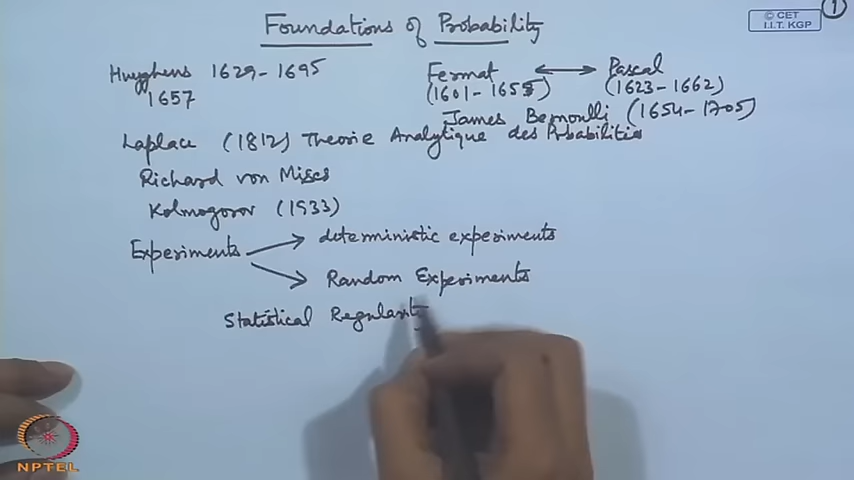 Foundations of Probability
1
© CET
I.I.T. KGP
Huyghens 1629-1695
1657
Fermat ↔ Pascal
(1601-1655) (1623-1662)
James Bernoulli (1654-1705)
Laplace (1812) Theorie Analytique des Probabilities
Richard von Mises
Kolmogorov (1933)
Experiments → deterministic experiments
→ Random Experiments
Statistical Regularity
NPTEL